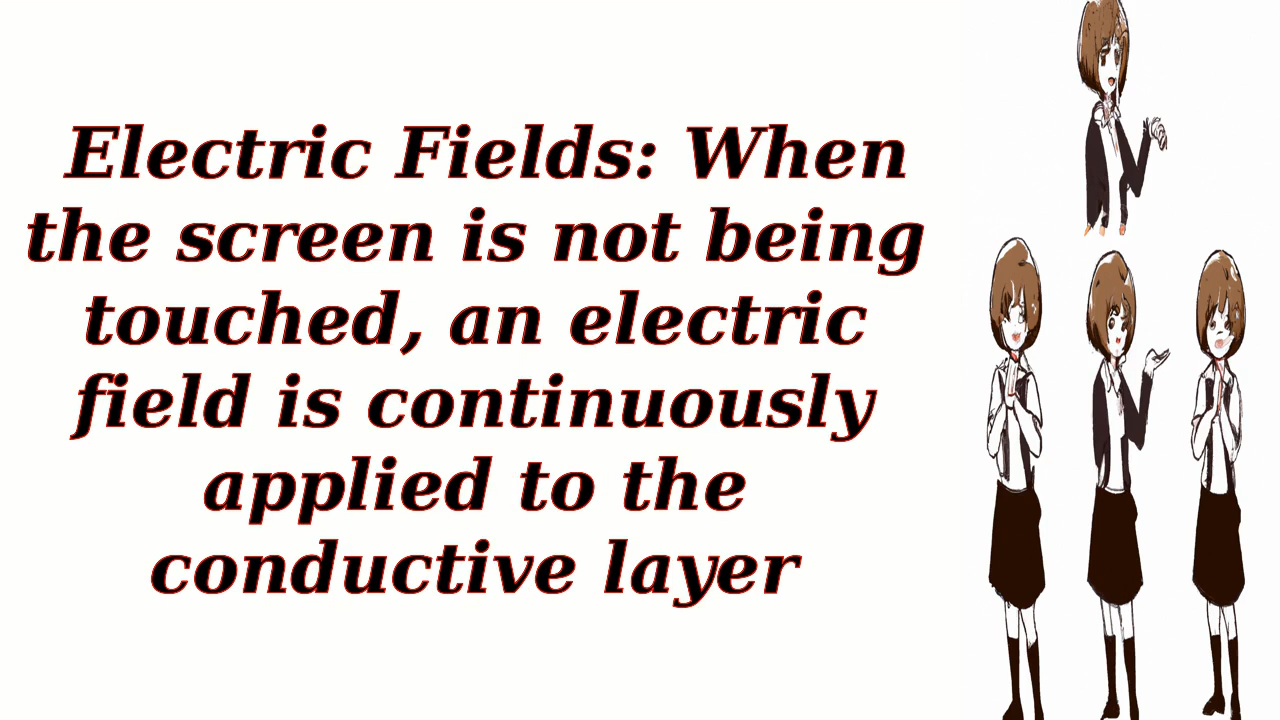 Electric Fields: When
the screen is not being
touched, an electric
field is continuously
applied to the
conductive layer